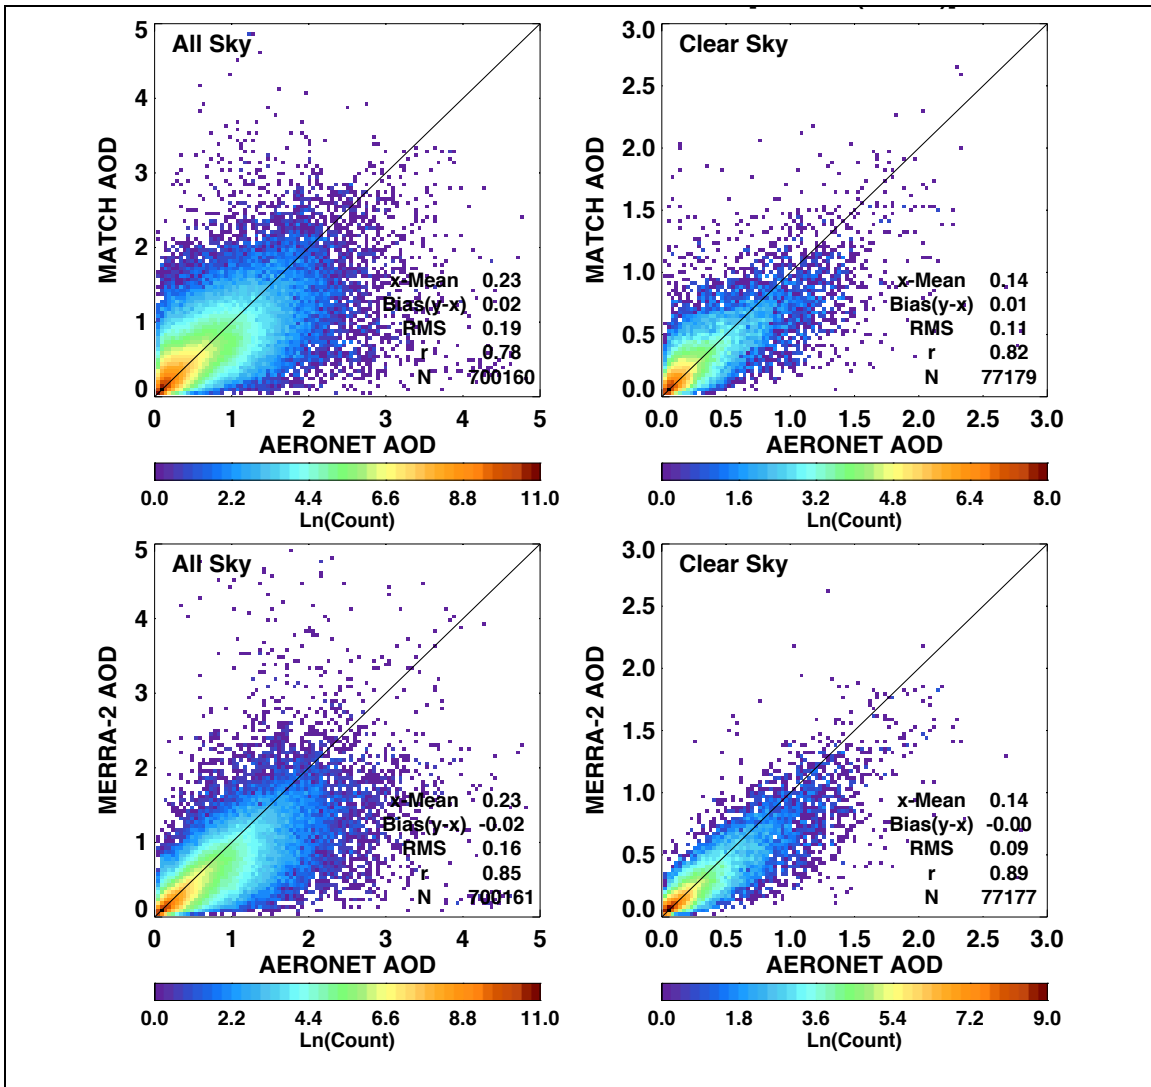 All Sky
5
4
3
2
1
0
MATCH AOD
x-Mean 0.23
Bias(y-x) 0.02
RMS 0.19
r 0.78
N 700160
0 1 2 3 4 5
AERONET AOD
0.0 2.2 4.4 6.6 8.8 11.0
Ln(Count)
Clear Sky
3.0
2.5
2.0
1.5
1.0
0.5
0.0
MATCH AOD
x-Mean 0.14
Bias(y-x) 0.01
RMS 0.11
r 0.82
N 77179
0.0 0.5 1.0 1.5 2.0 2.5 3.0
AERONET AOD
0.0 1.6 3.2 4.8 6.4 8.0
Ln(Count)
All Sky
5
4
3
2
1
0
MERRA-2 AOD
x-Mean 0.23
Bias(y-x) -0.02
RMS 0.16
r 0.85
N 700161
0 1 2 3 4 5
AERONET AOD
0.0 2.2 4.4 6.6 8.8 11.0
Ln(Count)
Clear Sky
3.0
2.5
2.0
1.5
1.0
0.5
0.0
MERRA-2 AOD
x-Mean 0.14
Bias(y-x) -0.00
RMS 0.09
r 0.89
N 77177
0.0 0.5 1.0 1.5 2.0 2.5 3.0
AERONET AOD
0.0 1.8 3.6 5.4 7.2 9.0
Ln(Count)